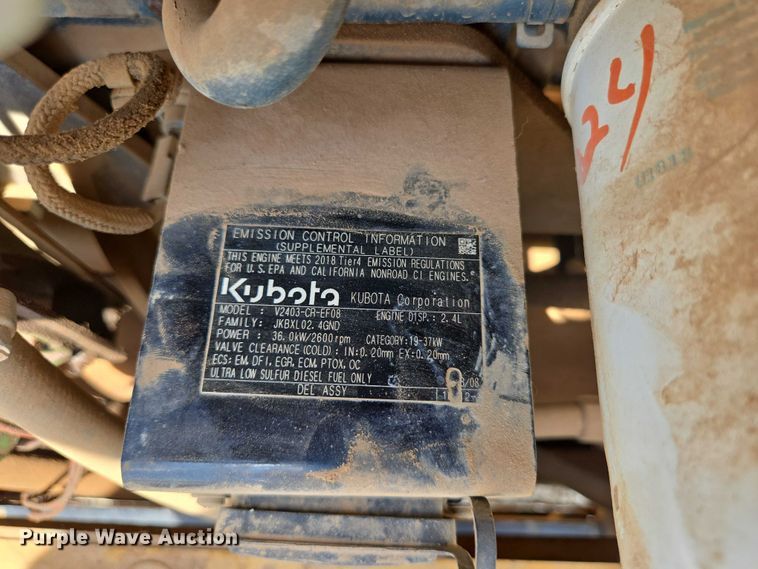 EMISSION CONTROL INFORMATION
(SUPPLEMENTAL LABEL)
THIS ENGINE MEETS 2018 Tier4 EMISSION REGULATIONS
FOR U.S. EPA AND CALIFORNIA NONROAD CI ENGINES.
Kubota KUBOTA Corporation
MODEL : V2403-CR-EF08 ENGINE DISP.: 2.4L
FAMILY: JKBXL02.4GND
POWER : 36.0kW/2600rpm CATEGORY:19-37kW
VALVE CLEARANCE(COLD): IN:0.20mm EX:0.20mm
ECS: EM, DFI, EGR, ECM, PTOX, OC
ULTRA LOW SULFUR DIESEL FUEL ONLY
DEL ASSY
24
Purple Wave Auction